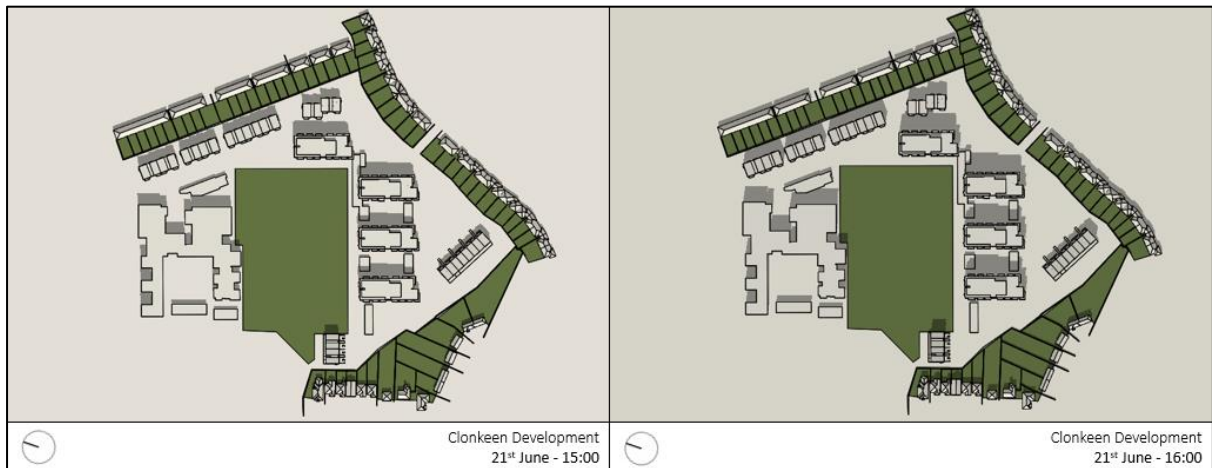 Clonkeen Development
21st June - 15:00
Clonkeen Development
21st June - 16:00